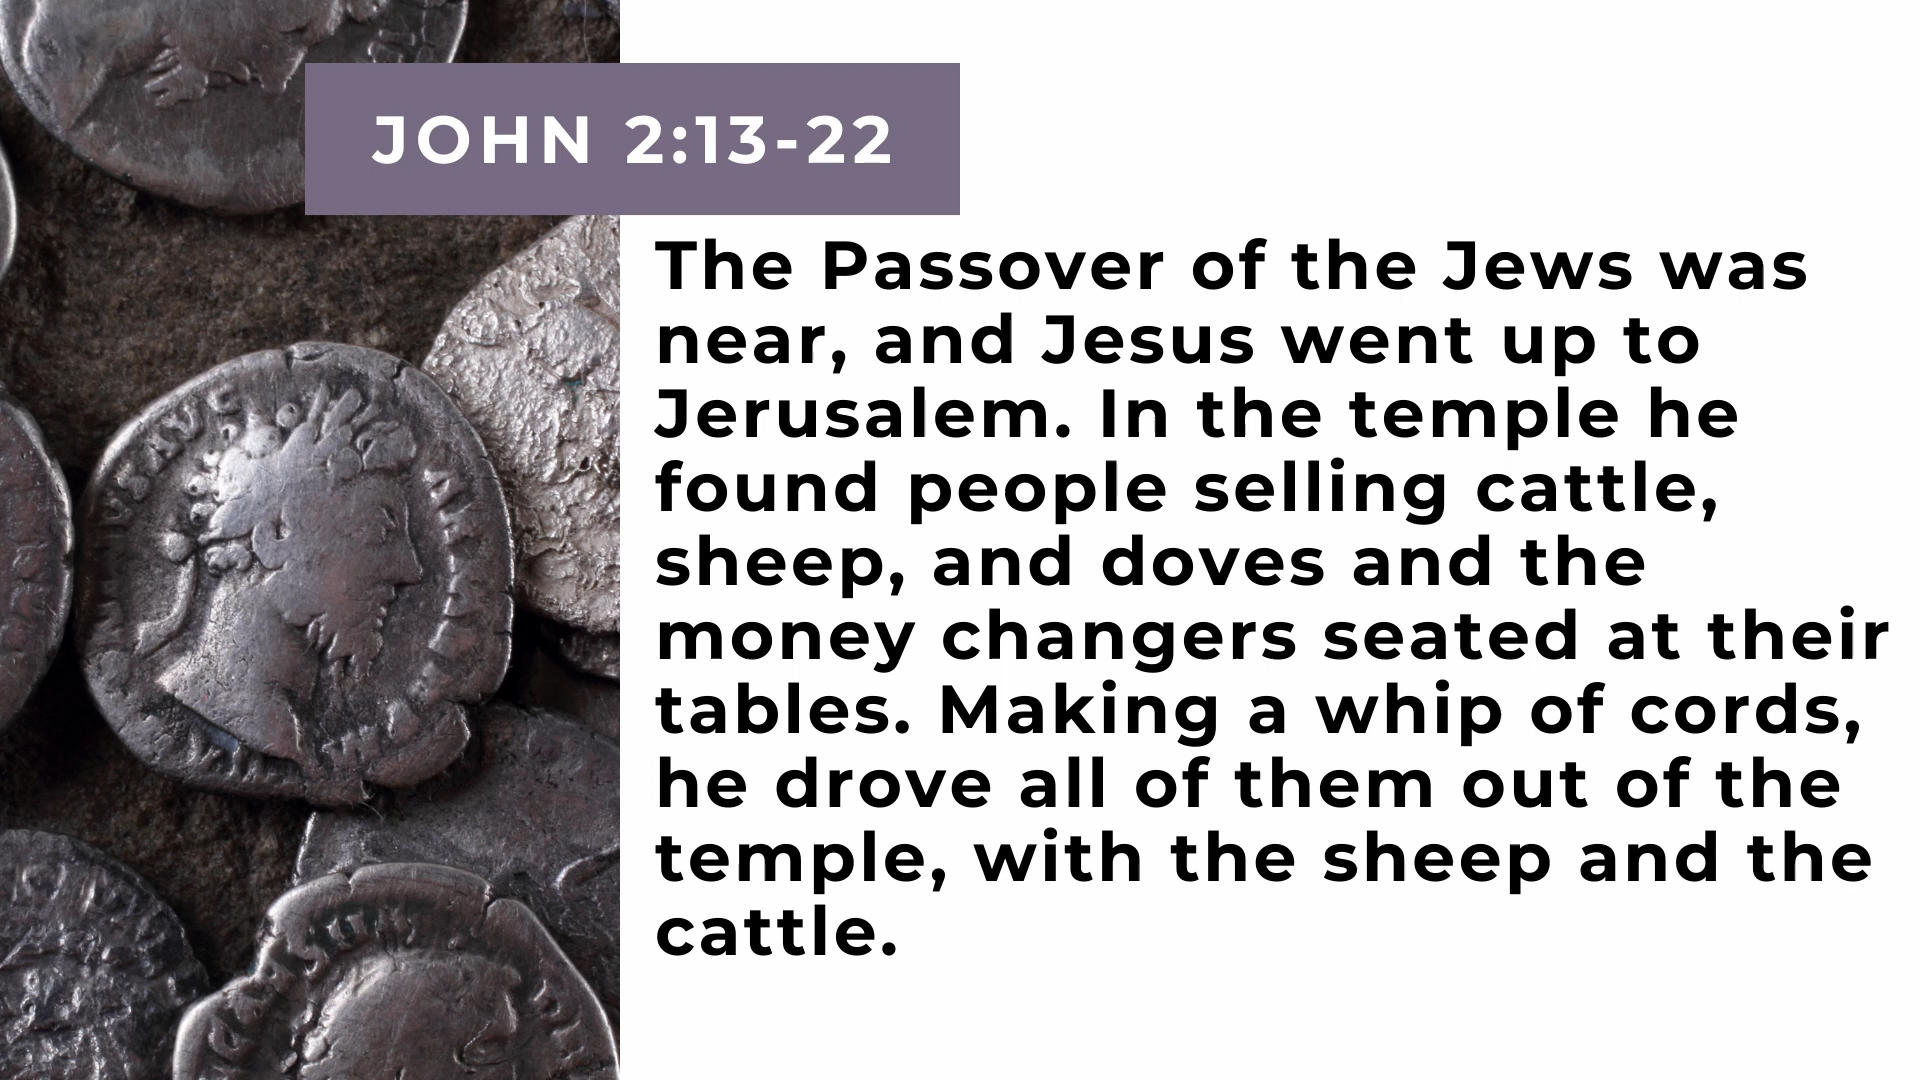 JOHN 2:13-22
The Passover of the Jews was
near, and Jesus went up to
Jerusalem. In the temple he
found people selling cattle,
sheep, and doves and the
money changers seated at their
tables. Making a whip of cords,
he drove all of them out of the
temple, with the sheep and the
cattle.